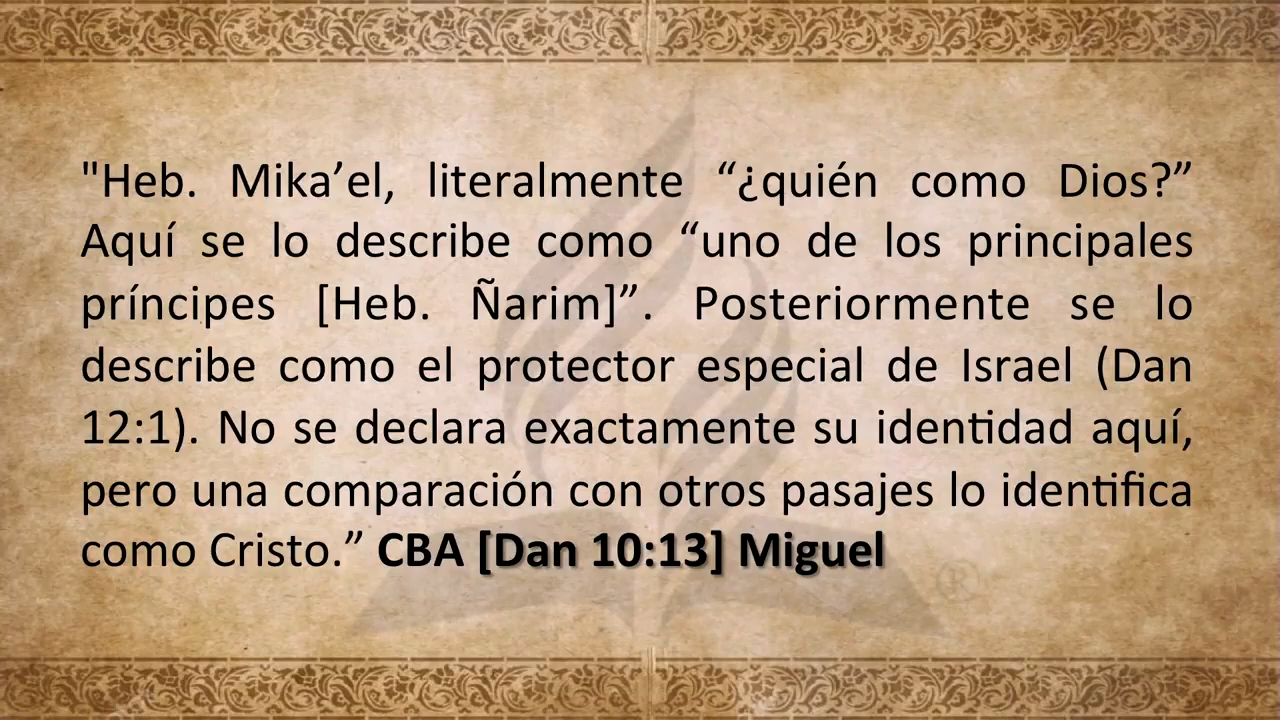 "Heb. Mika’el, literalmente “¿quién como Dios?”
Aquí se lo describe como “uno de los principales
príncipes [Heb. Ñarim]”. Posteriormente se lo
describe como el protector especial de Israel (Dan
12:1). No se declara exactamente su identidad aquí,
pero una comparación con otros pasajes lo identifica
como Cristo.” CBA [Dan 10:13] Miguel
®